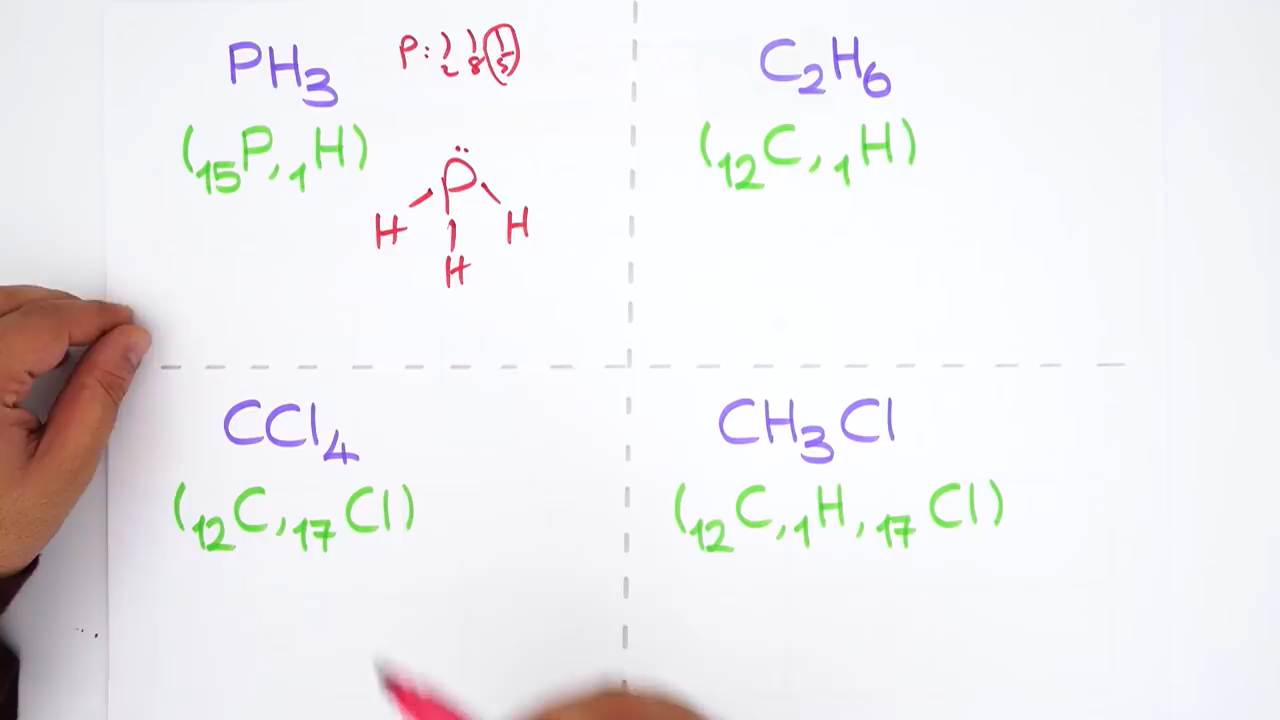 PH₃
P: ) ) )
2 8 5
(₁₅P, ₁H)
P̈
H H
H
C₂H₆
(₁₂C, ₁H)
CCl₄
(₁₂C, ₁₇Cl)
CH₃Cl
(₁₂C, ₁H, ₁₇Cl)